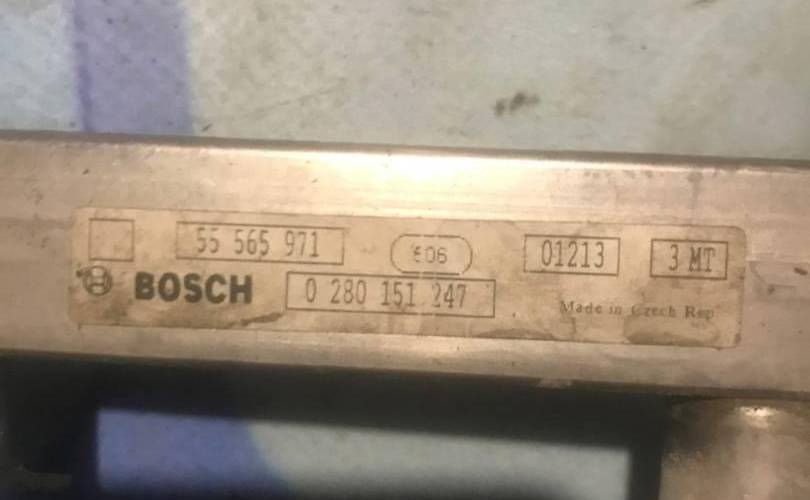 55 565 971 606 01213 3 MT
BOSCH 0 280 151 247
Made in Czech Rep